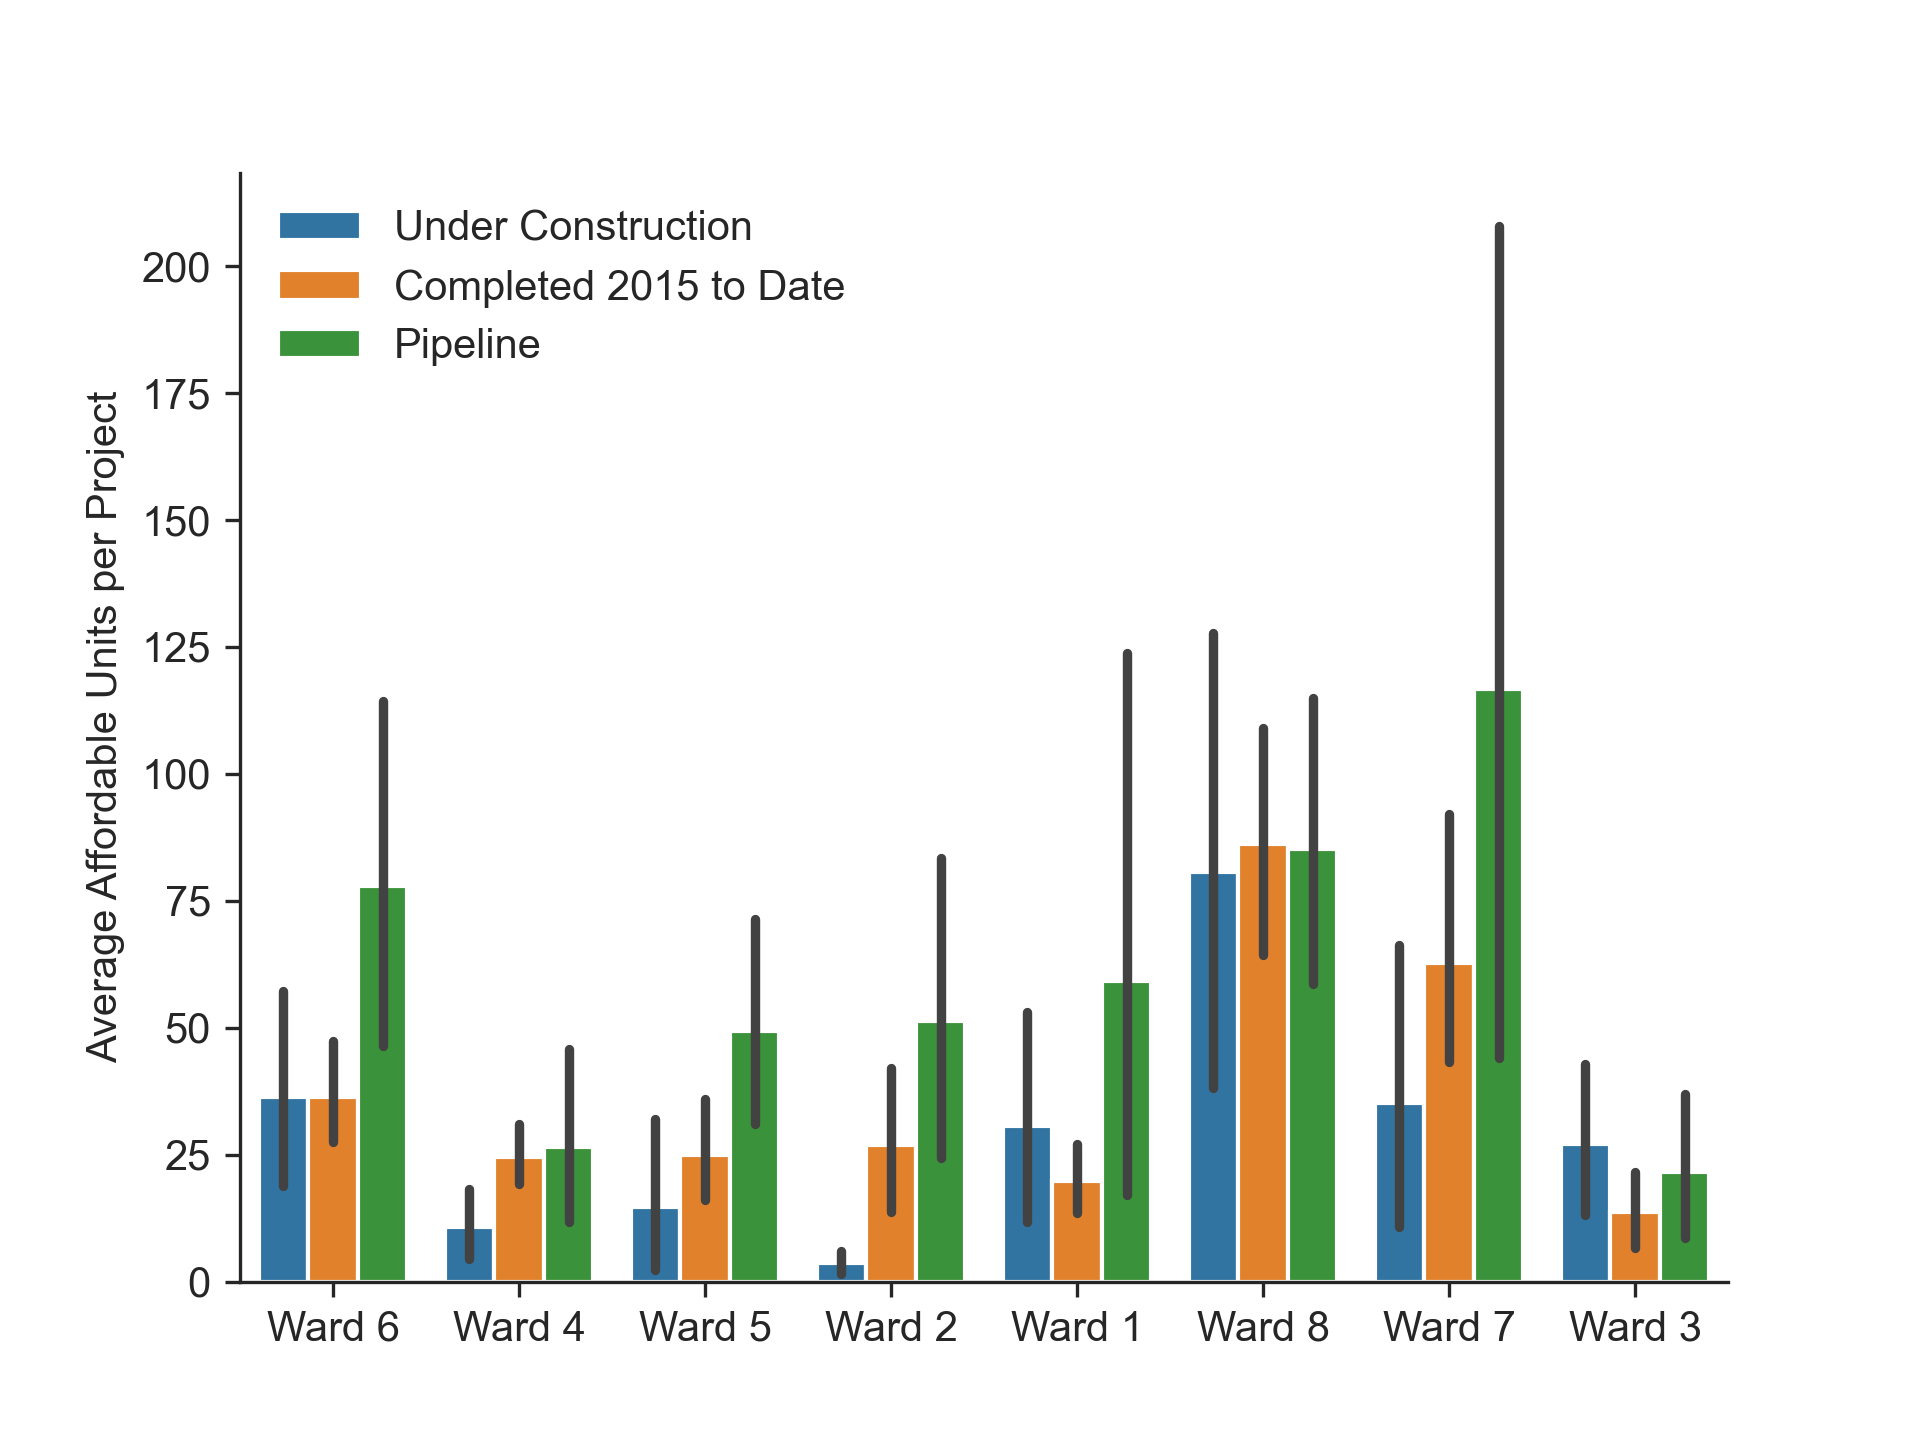 Under Construction
Completed 2015 to Date
Pipeline
Average Affordable Units per Project
200
175
150
125
100
75
50
25
0
Ward 6 Ward 4 Ward 5 Ward 2 Ward 1 Ward 8 Ward 7 Ward 3